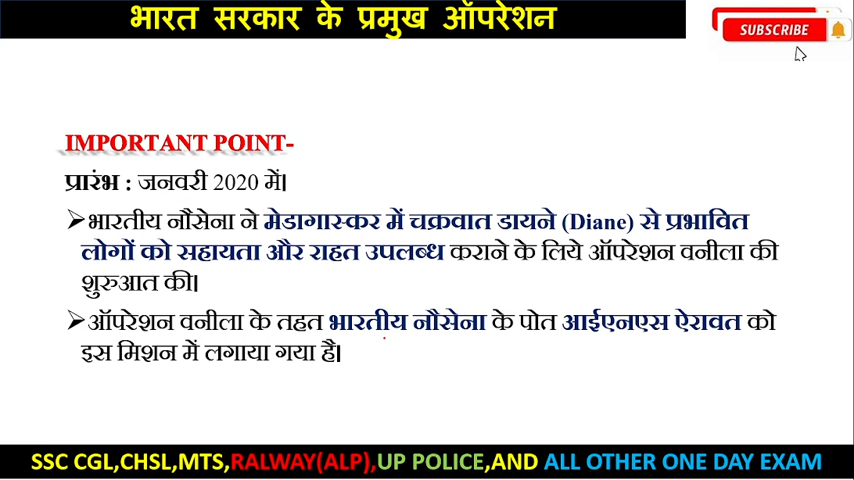 भारत सरकार के प्रमुख ऑपरेशन
SUBSCRIBE
IMPORTANT POINT-
प्रारंभ : जनवरी 2020 में।
➢भारतीय नौसेना ने मेडागास्कर में चक्रवात डायने (Diane) से प्रभावित
लोगों को सहायता और राहत उपलब्ध कराने के लिये ऑपरेशन वनीला की
शुरुआत की।
➢ऑपरेशन वनीला के तहत भारतीय नौसेना के पोत आईएनएस ऐरावत को
इस मिशन में लगाया गया है।
SSC CGL,CHSL,MTS,RALWAY(ALP),UP POLICE,AND ALL OTHER ONE DAY EXAM